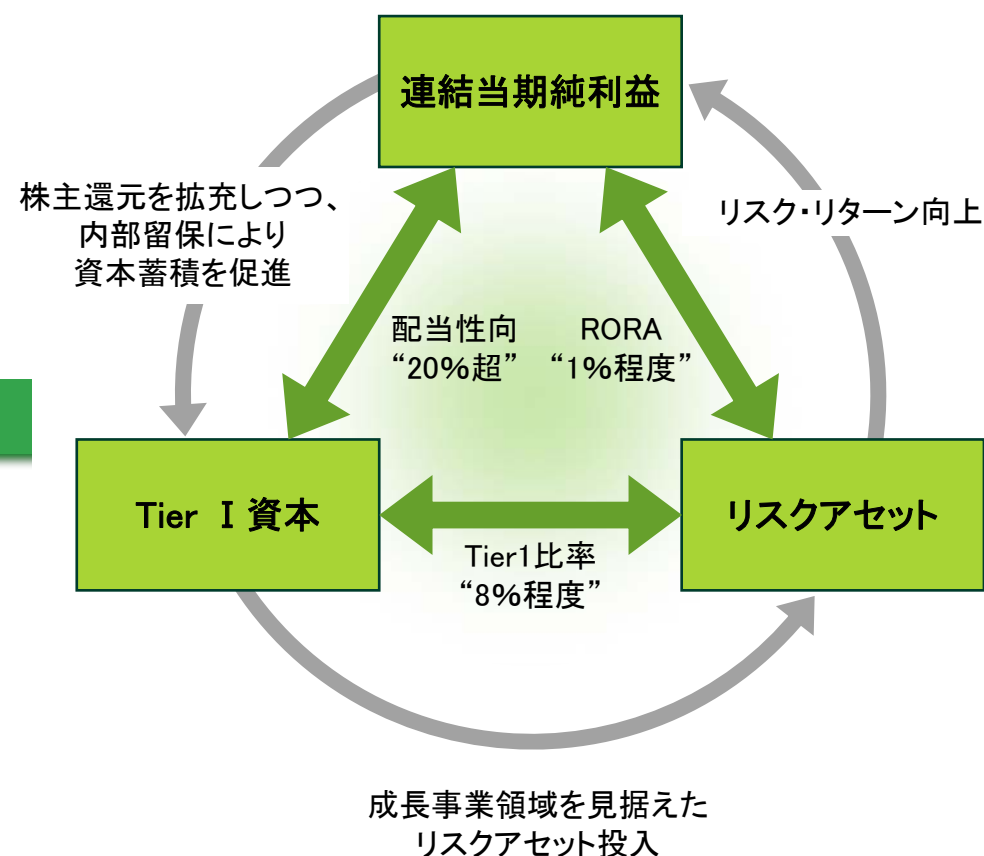 連結当期純利益
株主還元を拡充しつつ、
内部留保により
資本蓄積を促進
リスク・リターン向上
配当性向
“20%超”
RORA
“1%程度”
Tier Ⅰ資本
リスクアセット
Tier1比率
“8%程度”
成長事業領域を見据えた
リスクアセット投入